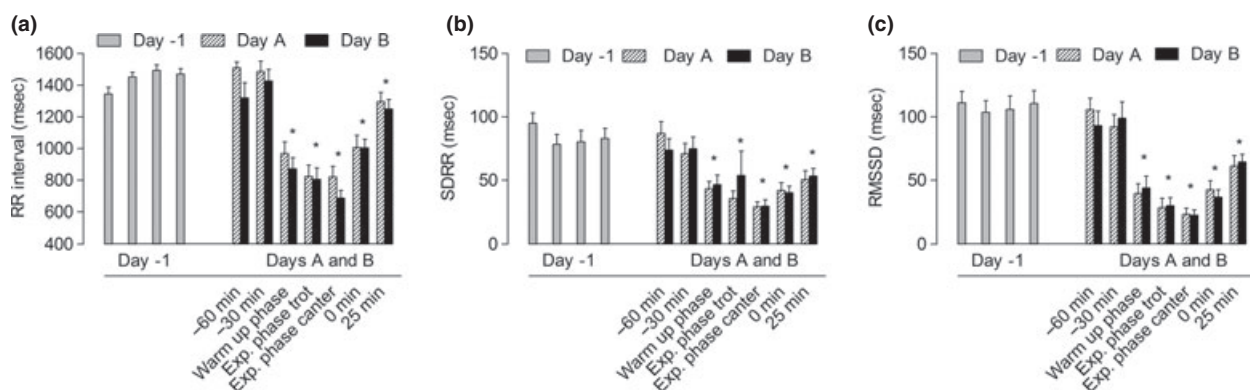 (a)
Day -1 Day A Day B
RR interval (msec)
1600
1400
1200
1000
800
600
400
* * * * *
Day -1 Days A and B
–60 min
–30 min
Warm up phase
Exp. phase trot
Exp. phase canter
0 min
25 min
(b)
Day -1 Day A Day B
SDRR (msec)
150
100
50
0
* * * * *
Day -1 Days A and B
–60 min
–30 min
Warm up phase
Exp. phase trot
Exp. phase canter
0 min
25 min
(c)
Day -1 Day A Day B
RMSSD (msec)
150
100
50
0
* * * * *
Day -1 Days A and B
–60 min
–30 min
Warm up phase
Exp. phase trot
Exp. phase canter
0 min
25 min